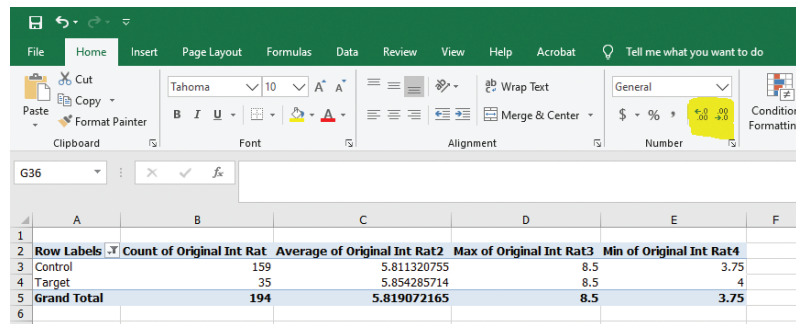 File Home Insert Page Layout Formulas Data Review View Help Acrobat Tell me what you want to do
Cut
Copy
Format Painter
Paste
Clipboard
Tahoma 10 A A
B I U A
Font
ab Wrap Text
Merge & Center
Alignment
General
$ % , .0 .00 .00 .0
Number
Condition
Formattin
G36 fx
A B C D E F
1
2 Row Labels Count of Original Int Rat Average of Original Int Rat2 Max of Original Int Rat3 Min of Original Int Rat4
3 Control 159 5.811320755 8.5 3.75
4 Target 35 5.854285714 8.5 4
5 Grand Total 194 5.819072165 8.5 3.75
6